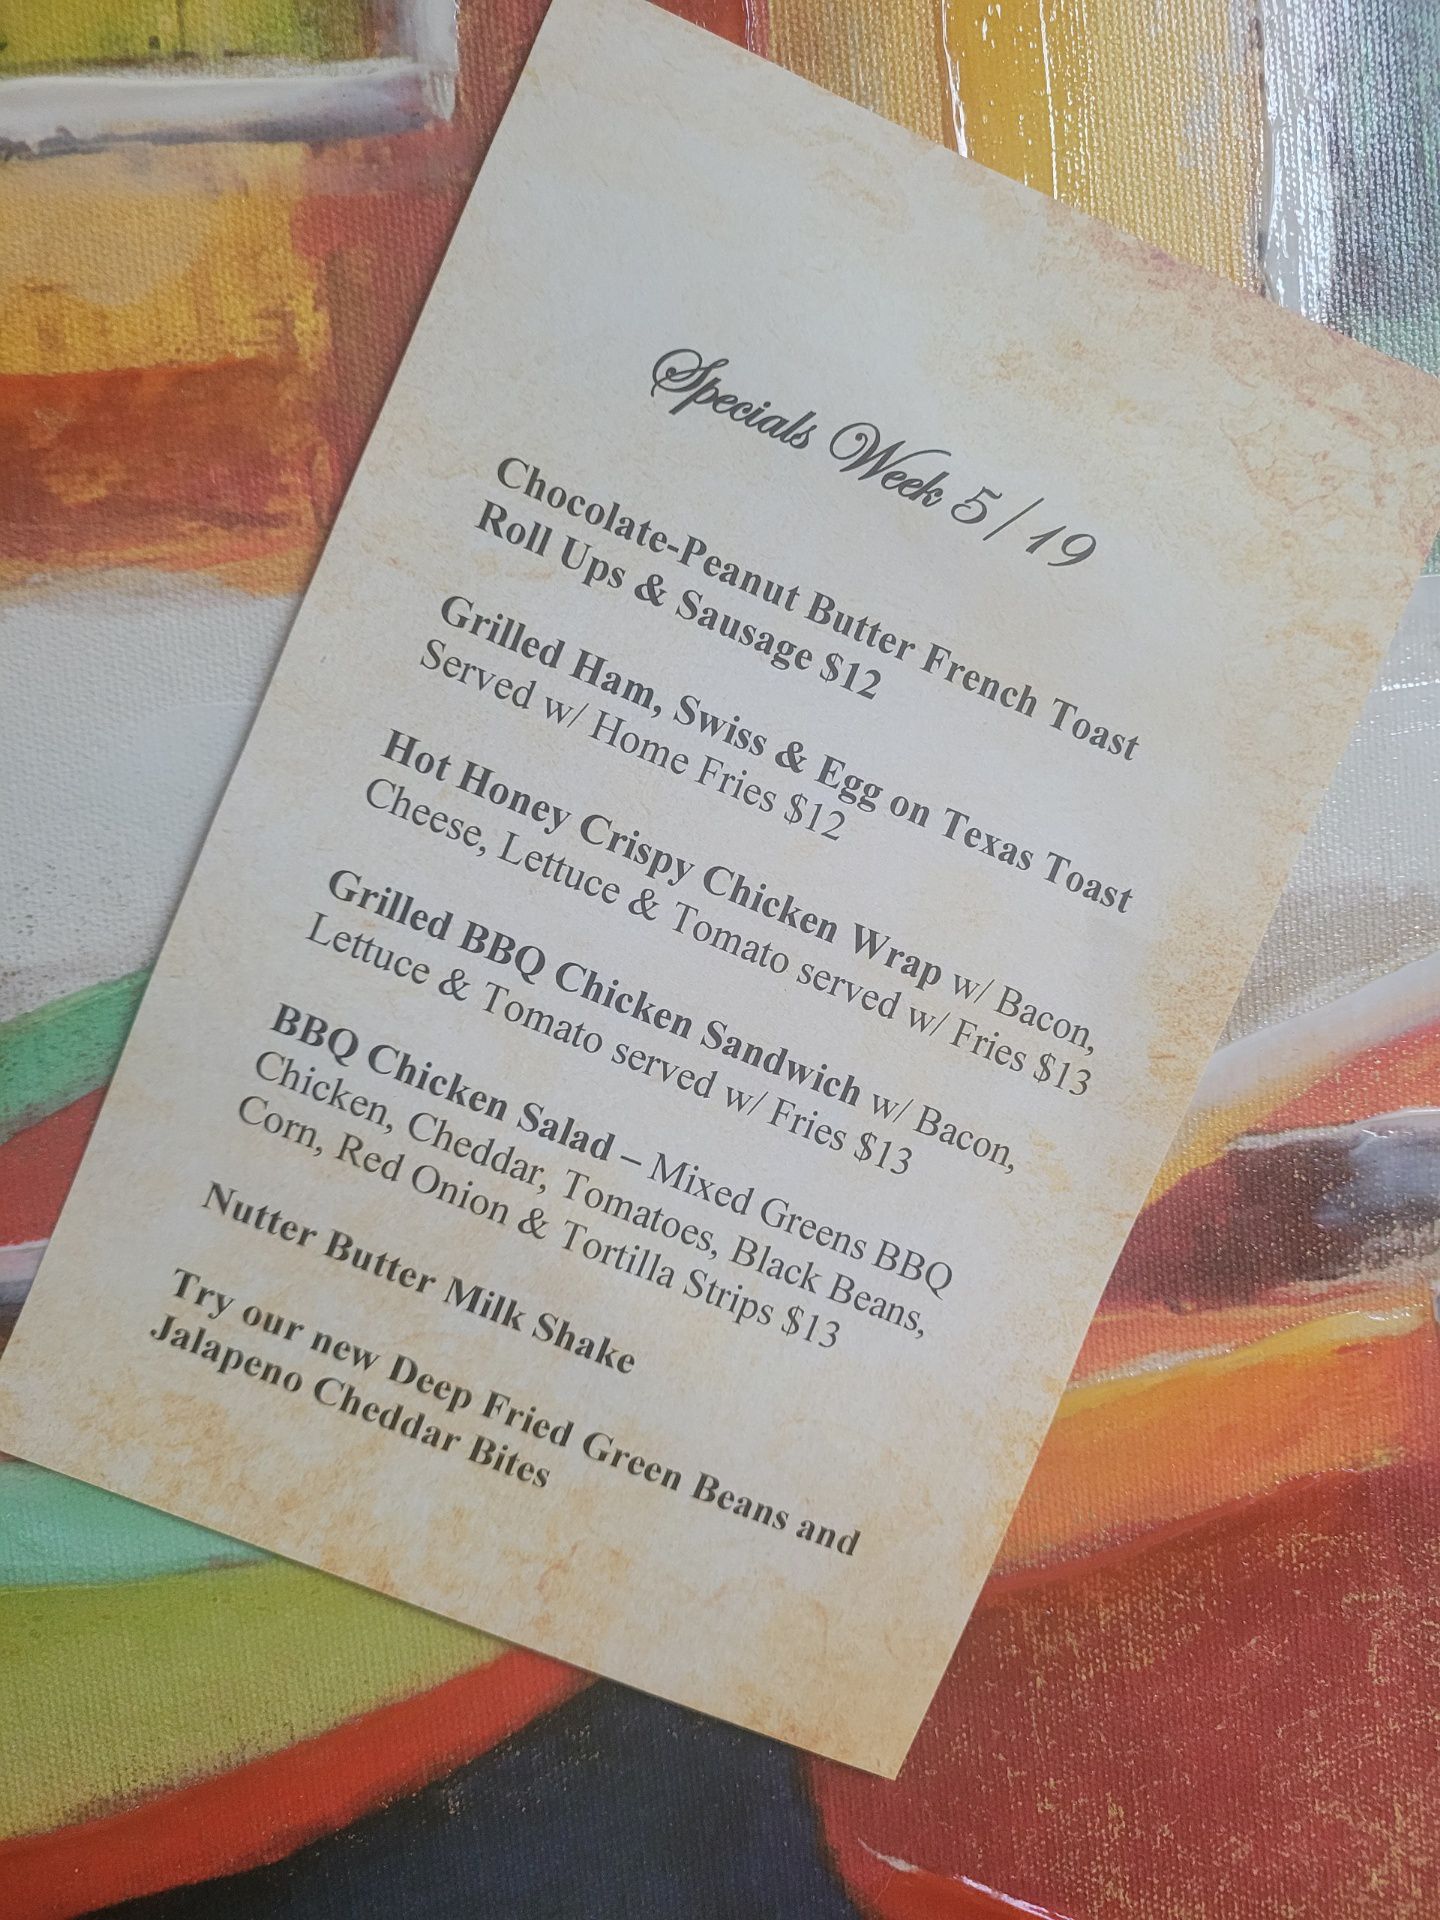 Specials Week 5/19
Chocolate-Peanut Butter French Toast
Roll Ups & Sausage $12
Grilled Ham, Swiss & Egg on Texas Toast
Served w/ Home Fries $12
Hot Honey Crispy Chicken Wrap w/ Bacon,
Cheese, Lettuce & Tomato served w/ Fries $13
Grilled BBQ Chicken Sandwich w/ Bacon,
Lettuce & Tomato served w/ Fries $13
BBQ Chicken Salad – Mixed Greens BBQ
Chicken, Cheddar, Tomatoes, Black Beans,
Corn, Red Onion & Tortilla Strips $13
Nutter Butter Milk Shake
Try our new Deep Fried Green Beans and
Jalapeno Cheddar Bites